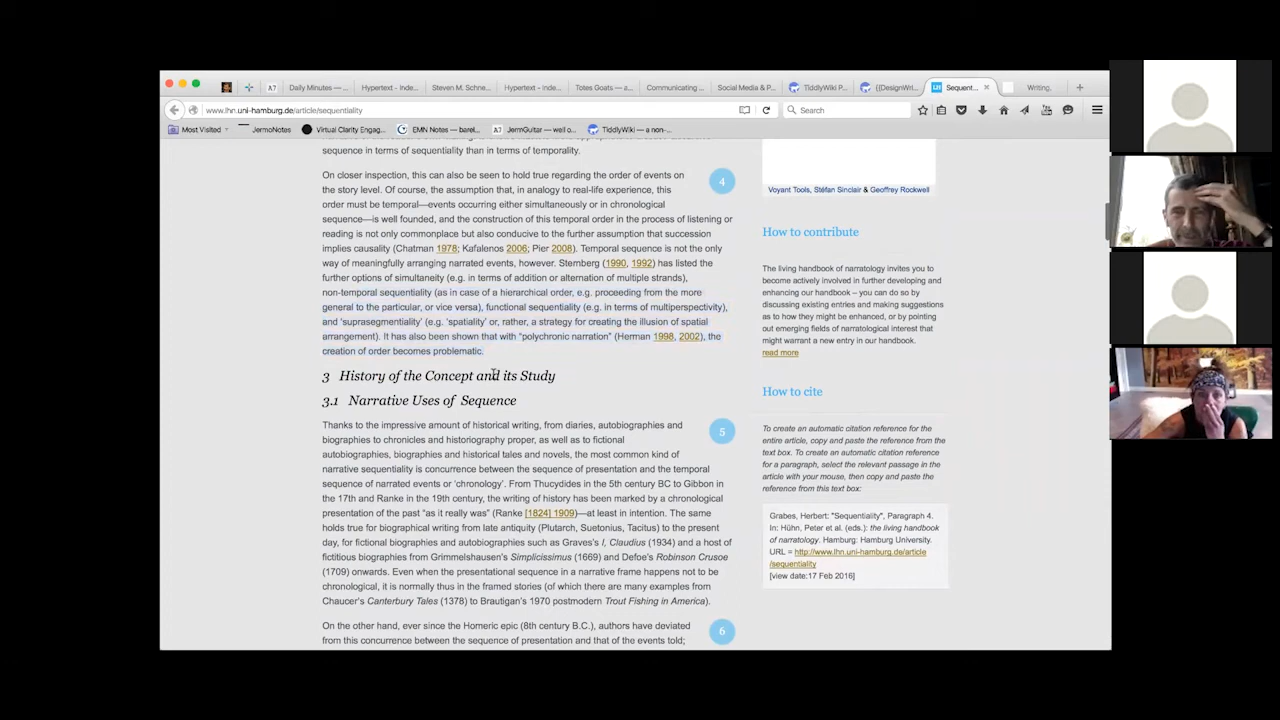 Daily Minutes —...
Hypertext - inde...
Steven M. Schne...
Hypertext – inde...
Totes Goats — a...
Communicating ...
Social Media & P...
TiddlyWiki P...
{{DesignWri...
LH Sequent...
Writing,
www.lhn.uni-hamburg.de/article/sequentiality
Search
Most Visited
JermoNotes
Virtual Clarity Engag...
EMN Notes — barel...
A7 JermGuitar — well o...
TiddlyWiki — a non-...
sequence in terms of sequentiality than in terms of temporality.
On closer inspection, this can also be seen to hold true regarding the order of events on
the story level. Of course, the assumption that, in analogy to real-life experience, this
order must be temporal—events occurring either simultaneously or in chronological
sequence—is well founded, and the construction of this temporal order in the process of listening or
reading is not only commonplace but also conducive to the further assumption that succession
implies causality (Chatman 1978; Kafalenos 2006; Pier 2008). Temporal sequence is not the only
way of meaningfully arranging narrated events, however. Sternberg (1990, 1992) has listed the
further options of simultaneity (e.g. in terms of addition or alternation of multiple strands),
non-temporal sequentiality (as in case of a hierarchical order, e.g. proceeding from the more
general to the particular, or vice versa), functional sequentiality (e.g. in terms of multiperspectivity),
and ‘suprasegmentiality’ (e.g. ‘spatiality’ or, rather, a strategy for creating the illusion of spatial
arrangement). It has also been shown that with “polychronic narration” (Herman 1998, 2002), the
creation of order becomes problematic.
4
3 History of the Concept and its Study
3.1 Narrative Uses of Sequence
Thanks to the impressive amount of historical writing, from diaries, autobiographies and
biographies to chronicles and historiography proper, as well as to fictional
autobiographies, biographies and historical tales and novels, the most common kind of
narrative sequentiality is concurrence between the sequence of presentation and the temporal
sequence of narrated events or ‘chronology’. From Thucydides in the 5th century BC to Gibbon in
the 17th and Ranke in the 19th century, the writing of history has been marked by a chronological
presentation of the past “as it really was” (Ranke [1824] 1909)—at least in intention. The same
holds true for biographical writing from late antiquity (Plutarch, Suetonius, Tacitus) to the present
day, for fictional biographies and autobiographies such as Graves’s I, Claudius (1934) and a host of
fictitious biographies from Grimmelshausen’s Simplicissimus (1669) and Defoe’s Robinson Crusoe
(1709) onwards. Even when the presentational sequence in a narrative frame happens not to be
chronological, it is normally thus in the framed stories (of which there are many examples from
Chaucer’s Canterbury Tales (1378) to Brautigan’s 1970 postmodern Trout Fishing in America).
5
On the other hand, ever since the Homeric epic (8th century B.C.), authors have deviated
from this concurrence between the sequence of presentation and that of the events told;
6
Voyant Tools, Stéfan Sinclair & Geoffrey Rockwell
How to contribute
The living handbook of narratology invites you to
become actively involved in further developing and
enhancing our handbook – you can do so by
discussing existing entries and making suggestions
as to how they might be enhanced, or by pointing
out emerging fields of narratological interest that
might warrant a new entry in our handbook.
read more
How to cite
To create an automatic citation reference for the
entire article, copy and paste the reference from the
text box. To create an automatic citation reference
for a paragraph, select the relevant passage in the
article with your mouse, then copy and paste the
reference from this text box:
Grabes, Herbert: "Sequentiality", Paragraph 4.
In: Hühn, Peter et al. (eds.): the living handbook
of narratology. Hamburg: Hamburg University.
URL = http://www.lhn.uni-hamburg.de/article
/sequentiality
[view date:17 Feb 2016]